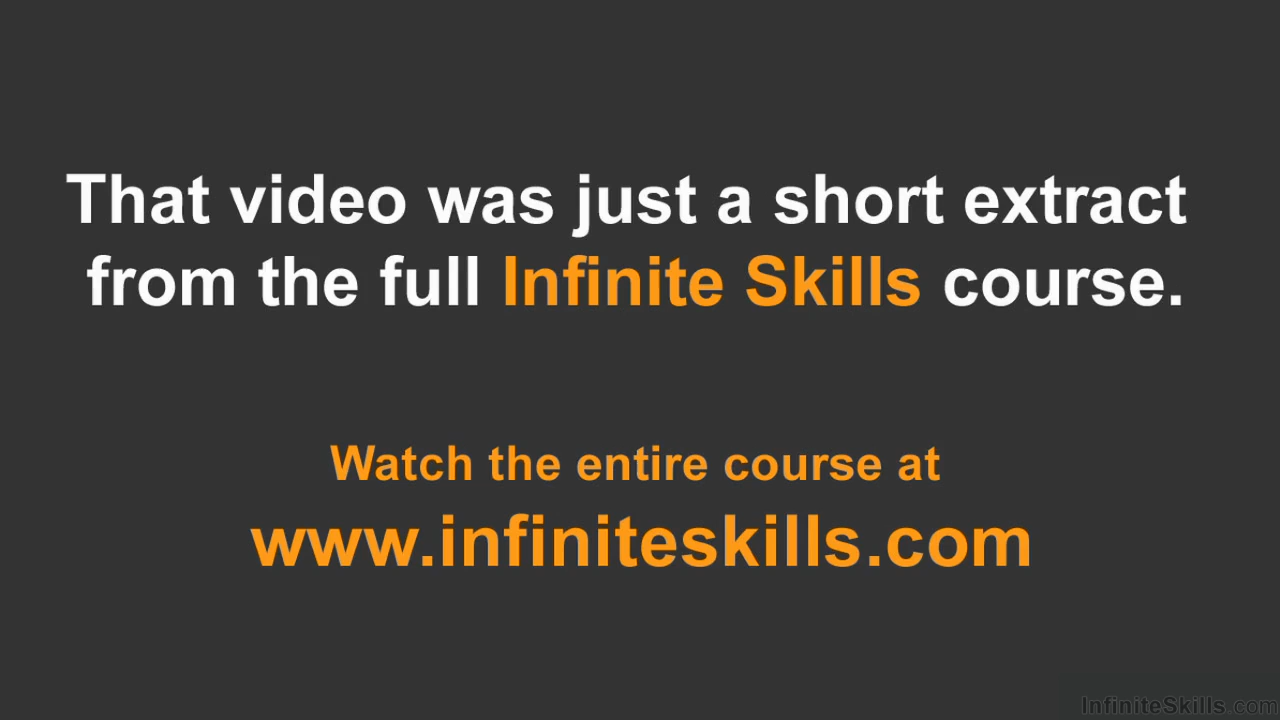 That video was just a short extract
from the full Infinite Skills course.
Watch the entire course at
www.infiniteskills.com
InfiniteSkills.com